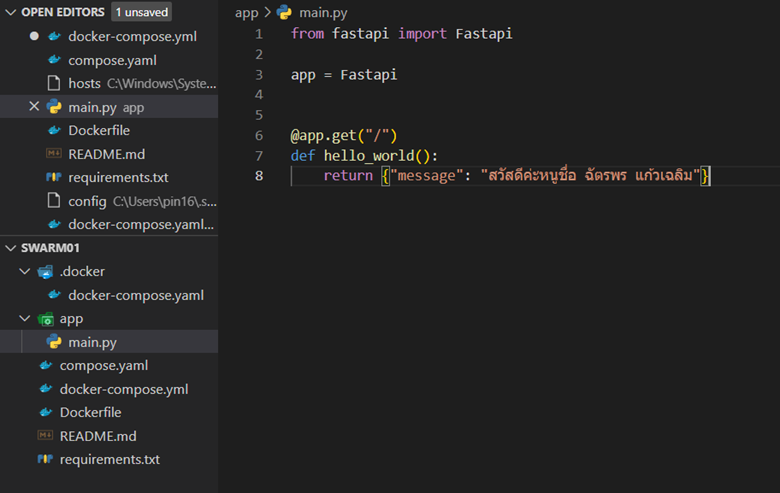 OPEN EDITORS 1 unsaved
docker-compose.yml
compose.yaml
hosts C:\Windows\Syste...
main.py app
Dockerfile
README.md
requirements.txt
config C:\Users\pin16\.s...
docker-compose.yaml...
SWARM01
.docker
docker-compose.yaml
app
main.py
compose.yaml
docker-compose.yml
Dockerfile
README.md
requirements.txt
app > main.py
1 from fastapi import Fastapi
2
3 app = Fastapi
4
5
6 @app.get("/")
7 def hello_world():
8 return {"message": "สวัสดีค่ะหนูชื่อ ฉัตรพร แก้วเฉลิม"}